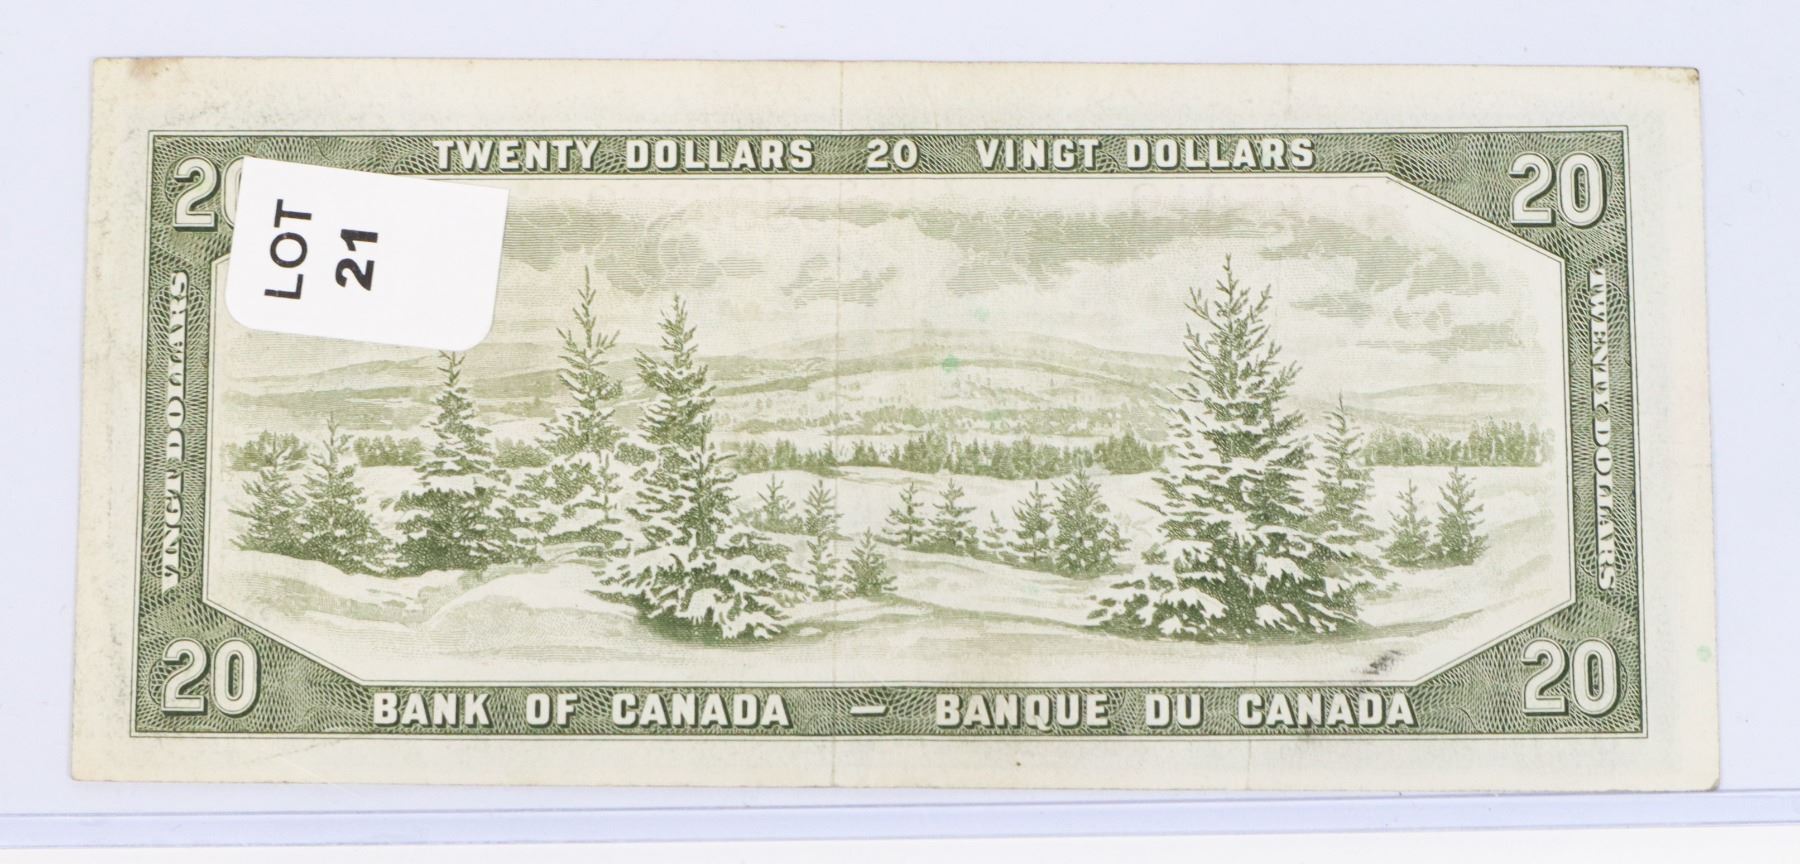 TWENTY DOLLARS 20 VINGT DOLLARS
20
20
LOT
21
VINGT DOLLARS
TWENTY DOLLARS
20
20
BANK OF CANADA — BANQUE DU CANADA